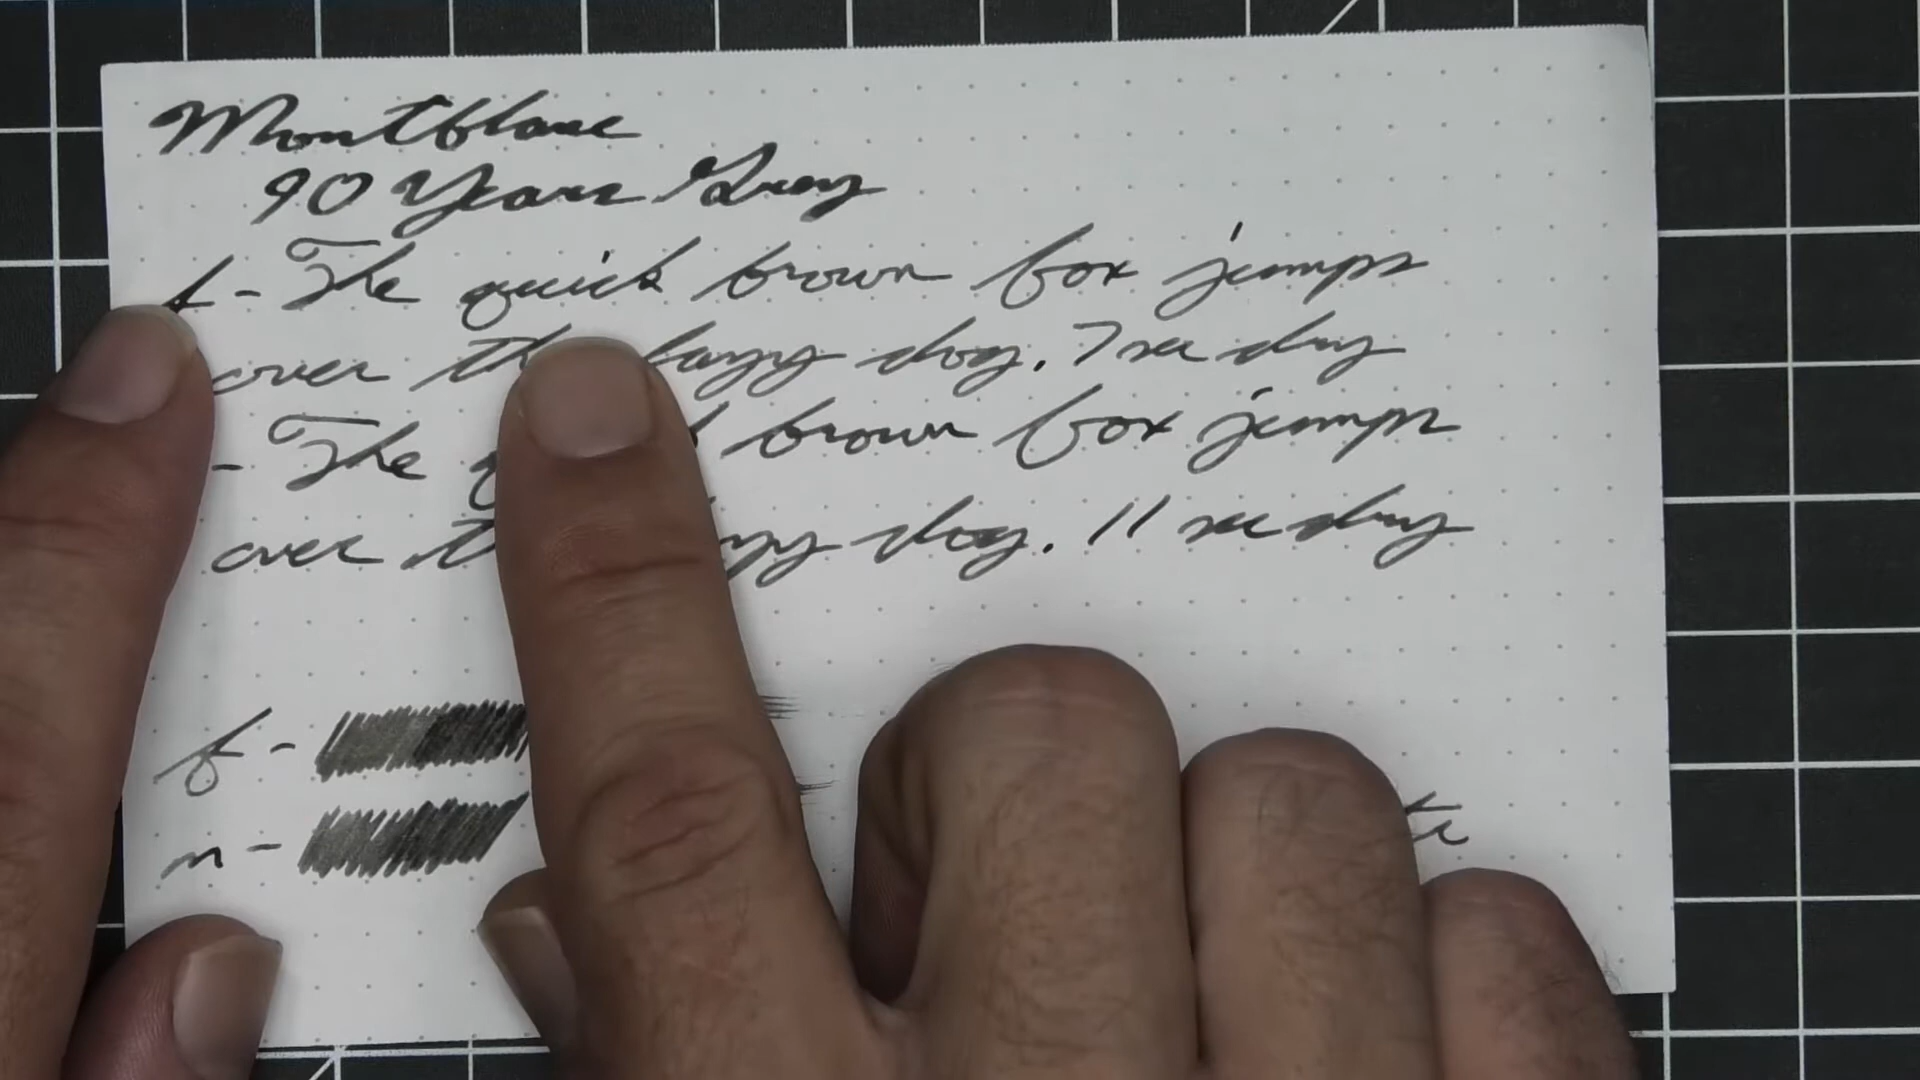 Montblanc
90 Years Grey
f - The quick brown fox jumps
over the lazy dog. 7 sec dry
- The brown fox jumps
over dog. 11 sec dry
f -
m -